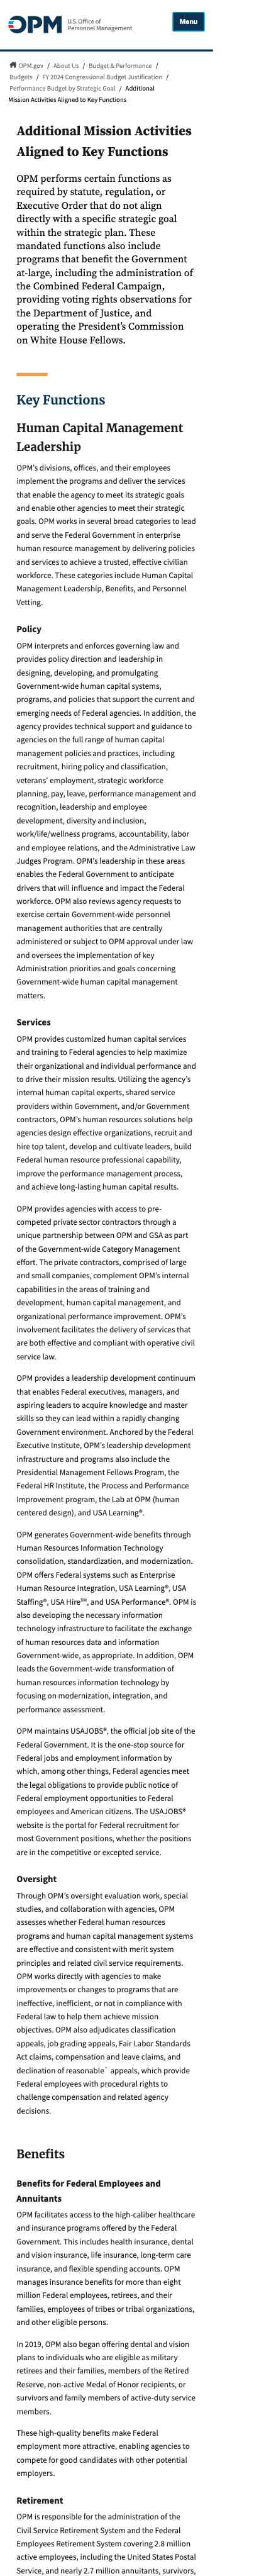 OPM
U.S. Office of
Personnel Management
Menu
OPM.gov / About Us / Budget & Performance /
Budgets / FY 2024 Congressional Budget Justification /
Performance Budget by Strategic Goal / Additional
Mission Activities Aligned to Key Functions
Additional Mission Activities
Aligned to Key Functions
OPM performs certain functions as
required by statute, regulation, or
Executive Order that do not align
directly with a specific strategic goal
within the strategic plan. These
mandated functions also include
programs that benefit the Government
at-large, including the administration of
the Combined Federal Campaign,
providing voting rights observations for
the Department of Justice, and
operating the President's Commission
on White House Fellows.
Key Functions
Human Capital Management
Leadership
OPM's divisions, offices, and their employees
implement the programs and deliver the services
that enable the agency to meet its strategic goals
and enable other agencies to meet their strategic
goals. OPM works in several broad categories to lead
and serve the Federal Government in enterprise
human resource management by delivering policies
and services to achieve a trusted, effective civilian
workforce. These categories include Human Capital
Management Leadership, Benefits, and Personnel
Vetting.
Policy
OPM interprets and enforces governing law and
provides policy direction and leadership in
designing, developing, and promulgating
Government-wide human capital systems,
programs, and policies that support the current and
emerging needs of Federal agencies. In addition, the
agency provides technical support and guidance to
agencies on the full range of human capital
management policies and practices, including
recruitment, hiring policy and classification,
veterans' employment, strategic workforce
planning, pay, leave, performance management and
recognition, leadership and employee
development, diversity and inclusion,
work/life/wellness programs, accountability, labor
and employee relations, and the Administrative Law
Judges Program. OPM's leadership in these areas
enables the Federal Government to anticipate
drivers that will influence and impact the Federal
workforce. OPM also reviews agency requests to
exercise certain Government-wide personnel
management authorities that are centrally
administered or subject to OPM approval under law
and oversees the implementation of key
Administration priorities and goals concerning
Government-wide human capital management
matters.
Services
OPM provides customized human capital services
and training to Federal agencies to help maximize
their organizational and individual performance and
to drive their mission results. Utilizing the agency's
internal human capital experts, shared service
providers within Government, and/or Government
contractors, OPM's human resources solutions help
agencies design effective organizations, recruit and
hire top talent, develop and cultivate leaders, build
Federal human resource professional capability,
improve the performance management process,
and achieve long-lasting human capital results.
OPM provides agencies with access to pre-
competed private sector contractors through a
unique partnership between OPM and GSA as part
of the Government-wide Category Management
effort. The private contractors, comprised of large
and small companies, complement OPM's internal
capabilities in the areas of training and
development, human capital management, and
organizational performance improvement. OPM's
involvement facilitates the delivery of services that
are both effective and compliant with operative civil
service law.
OPM provides a leadership development continuum
that enables Federal executives, managers, and
aspiring leaders to acquire knowledge and master
skills so they can lead within a rapidly changing
Government environment. Anchored by the Federal
Executive Institute, OPM's leadership development
infrastructure and programs also include the
Presidential Management Fellows Program, the
Federal HR Institute, the Process and Performance
Improvement program, the Lab at OPM (human
centered design), and USA Learning®.
OPM generates Government-wide benefits through
Human Resources Information Technology
consolidation, standardization, and modernization.
OPM offers Federal systems such as Enterprise
Human Resource Integration, USA Learning®, USA
Staffing®, USA Hire℠, and USA Performance®. OPM is
also developing the necessary information
technology infrastructure to facilitate the exchange
of human resources data and information
Government-wide, as appropriate. In addition, OPM
leads the Government-wide transformation of
human resources information technology by
focusing on modernization, integration, and
performance assessment.
OPM maintains USAJOBS®, the official job site of the
Federal Government. It is the one-stop source for
Federal jobs and employment information by
which, among other things, Federal agencies meet
the legal obligations to provide public notice of
Federal employment opportunities to Federal
employees and American citizens. The USAJOBS®
website is the portal for Federal recruitment for
most Government positions, whether the positions
are in the competitive or excepted service.
Oversight
Through OPM's oversight evaluation work, special
studies, and collaboration with agencies, OPM
assesses whether Federal human resources
programs and human capital management systems
are effective and consistent with merit system
principles and related civil service requirements.
OPM works directly with agencies to make
improvements or changes to programs that are
ineffective, inefficient, or not in compliance with
Federal law to help them achieve mission
objectives. OPM also adjudicates classification
appeals, job grading appeals, Fair Labor Standards
Act claims, compensation and leave claims, and
declination of reasonable` appeals, which provide
Federal employees with procedural rights to
challenge compensation and related agency
decisions.
Benefits
Benefits for Federal Employees and
Annuitants
OPM facilitates access to the high-caliber healthcare
and insurance programs offered by the Federal
Government. This includes health insurance, dental
and vision insurance, life insurance, long-term care
insurance, and flexible spending accounts. OPM
manages insurance benefits for more than eight
million Federal employees, retirees, and their
families, employees of tribes or tribal organizations,
and other eligible persons.
In 2019, OPM also began offering dental and vision
plans to individuals who are eligible as military
retirees and their families, members of the Retired
Reserve, non-active Medal of Honor recipients, or
survivors and family members of active-duty service
members.
These high-quality benefits make Federal
employment more attractive, enabling agencies to
compete for good candidates with other potential
employers.
Retirement
OPM is responsible for the administration of the
Civil Service Retirement System and the Federal
Employees Retirement System covering 2.8 million
active employees, including the United States Postal
Service, and nearly 2.7 million annuitants, survivors,